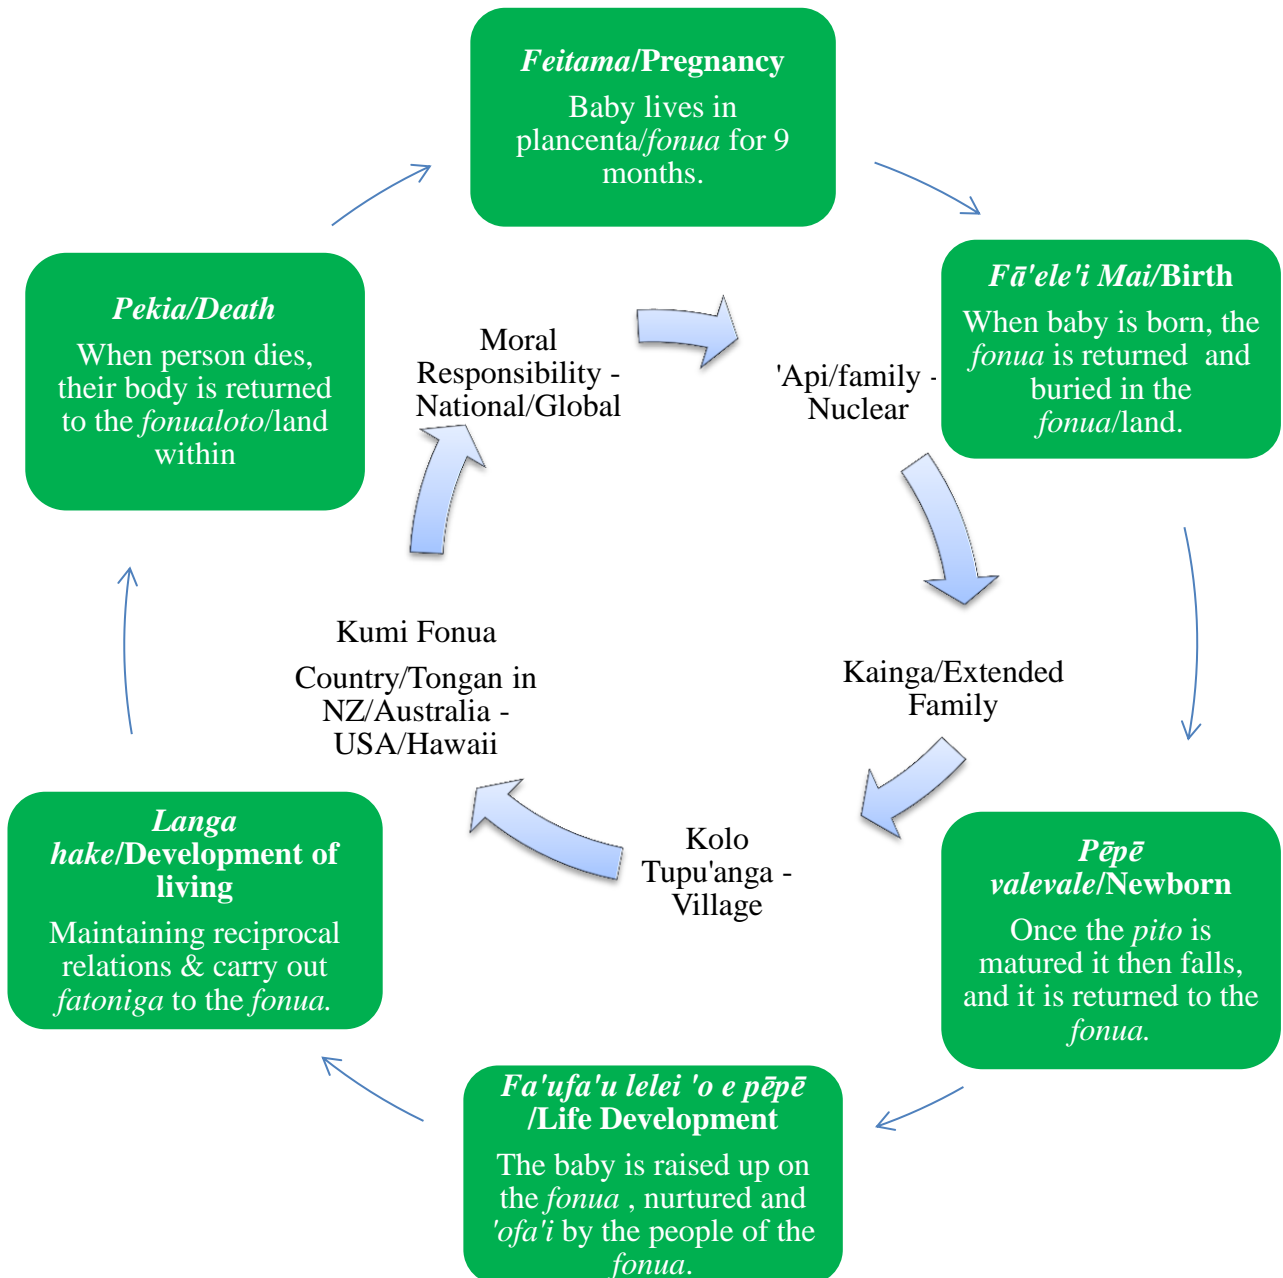 Feitama/Pregnancy
Baby lives in
plancenta/fonua for 9
months.
Fā'ele'i Mai/Birth
When baby is born, the
fonua is returned and
buried in the
fonua/land.
Pēpē
valevale/Newborn
Once the pito is
matured it then falls,
and it is returned to the
fonua.
Fa'ufa'u lelei 'o e pēpē
/Life Development
The baby is raised up on
the fonua , nurtured and
'ofa'i by the people of the
fonua.
Langa
hake/Development of
living
Maintaining reciprocal
relations & carry out
fatoniga to the fonua.
Pekia/Death
When person dies,
their body is returned
to the fonualoto/land
within
Moral
Responsibility -
National/Global
'Api/family -
Nuclear
Kainga/Extended
Family
Kolo
Tupu'anga -
Village
Kumi Fonua
Country/Tongan in
NZ/Australia -
USA/Hawaii